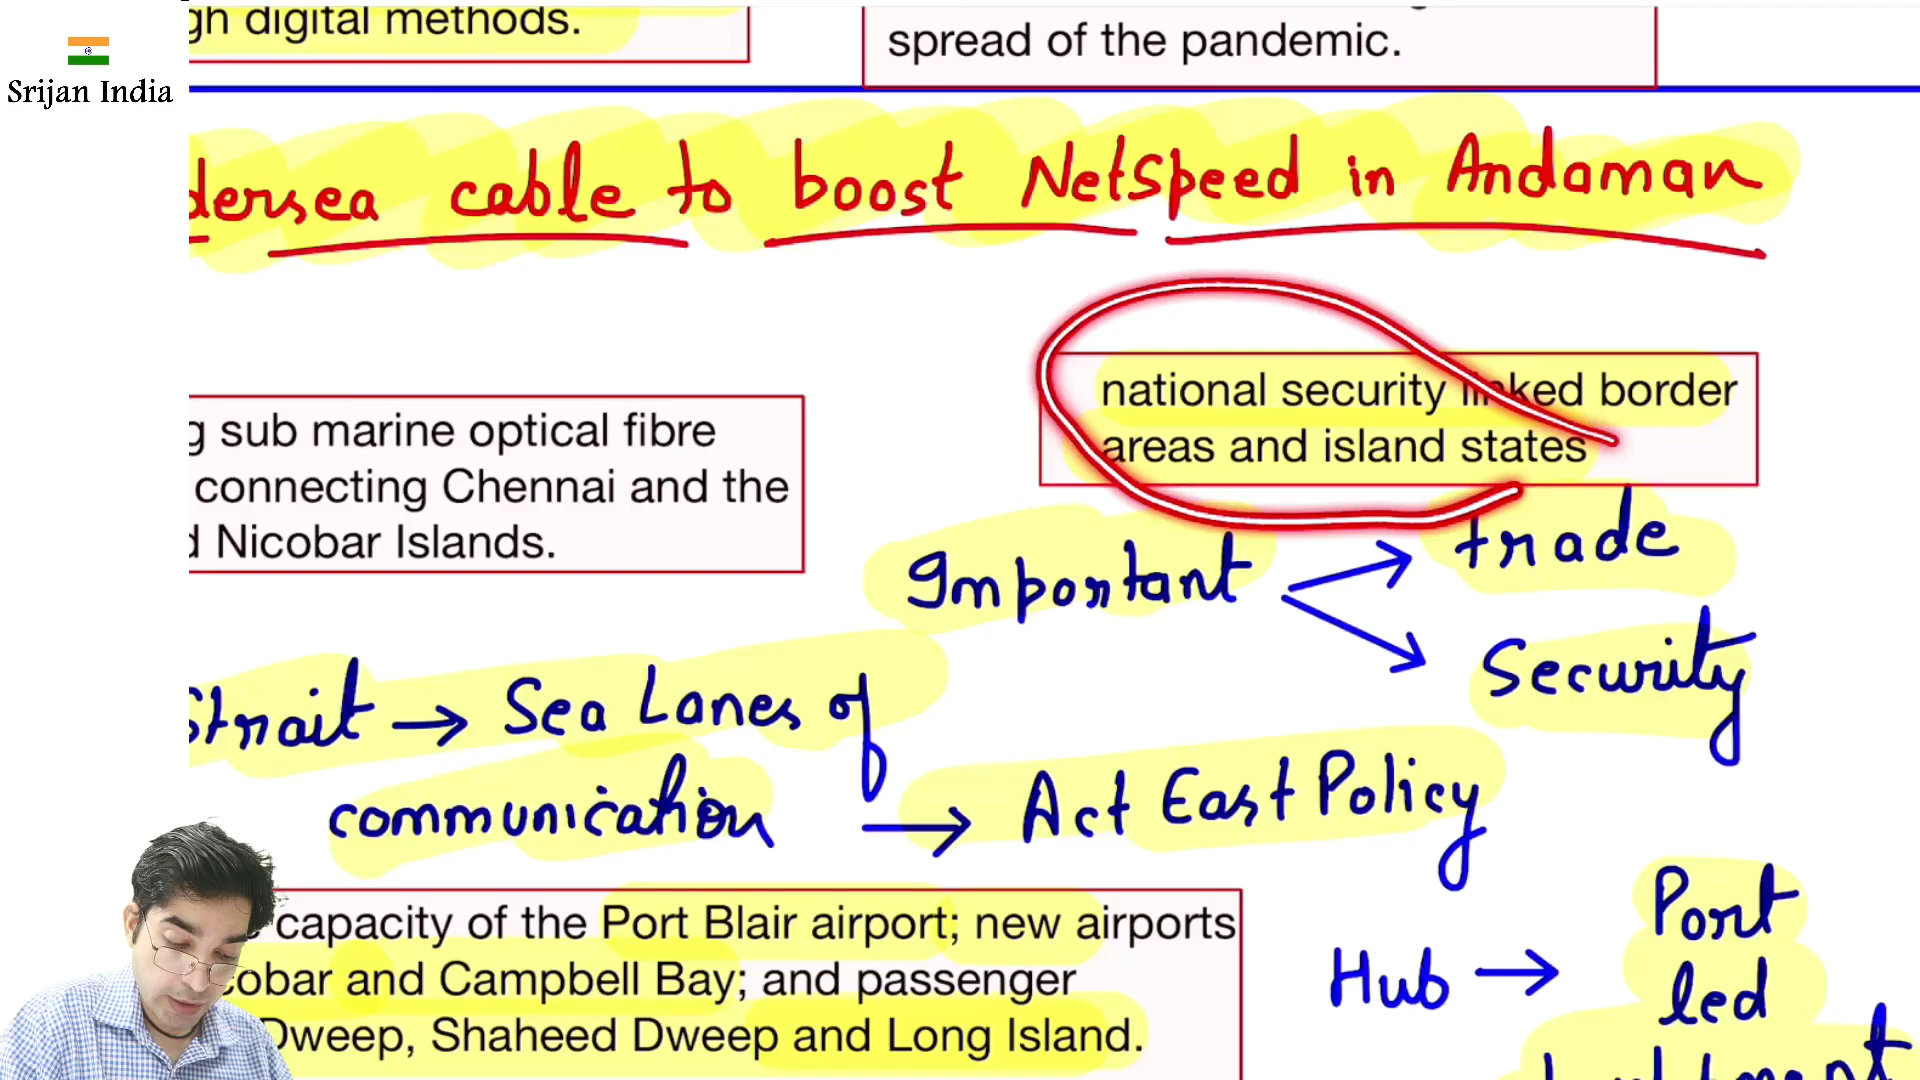 gh digital methods.
spread of the pandemic.
Srijan India
dersea cable to boost NetSpeed in Andaman
national security linked border
areas and island states
g sub marine optical fibre
connecting Chennai and the
d Nicobar Islands.
Important → trade
Security
Strait → Sea Lanes of
communication → Act East Policy
capacity of the Port Blair airport; new airports
cobar and Campbell Bay; and passenger
Dweep, Shaheed Dweep and Long Island.
Hub → Port
led